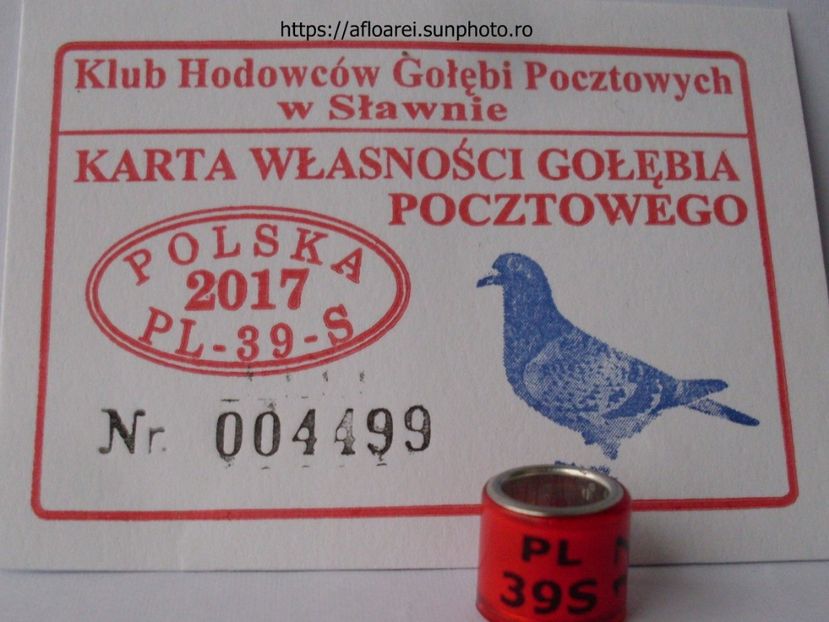 https://afloarei.sunphoto.ro
Klub Hodowców Gołębi Pocztowych
w Sławnie
KARTA WŁASNOŚCI GOŁĘBIA
POCZTOWEGO
POLSKA
2017
PL-39-S
Nr. 004499
PL
39S